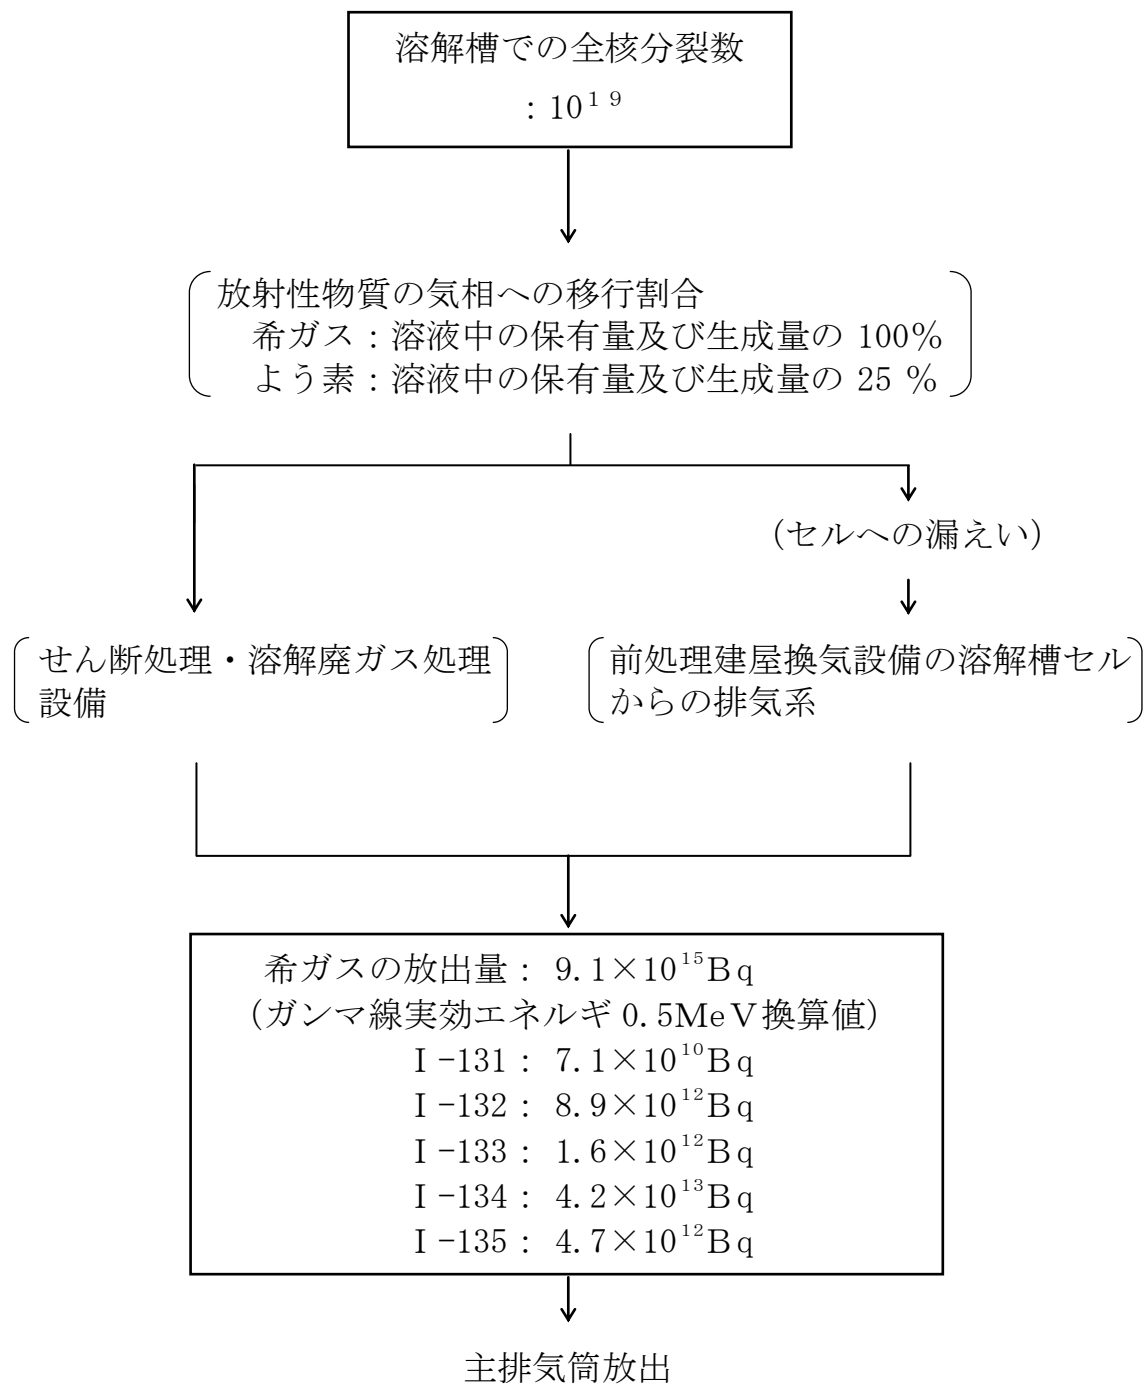 溶解槽での全核分裂数
：10¹⁹
放射性物質の気相への移行割合
希ガス：溶液中の保有量及び生成量の 100%
よう素：溶液中の保有量及び生成量の 25 %
(セルへの漏えい)
せん断処理・溶解廃ガス処理
設備
前処理建屋換気設備の溶解槽セル
からの排気系
希ガスの放出量： 9.1×10¹⁵Bq
(ガンマ線実効エネルギ 0.5MeV換算値)
I-131： 7.1×10¹⁰Bq
I-132： 8.9×10¹²Bq
I-133： 1.6×10¹²Bq
I-134： 4.2×10¹³Bq
I-135： 4.7×10¹²Bq
主排気筒放出